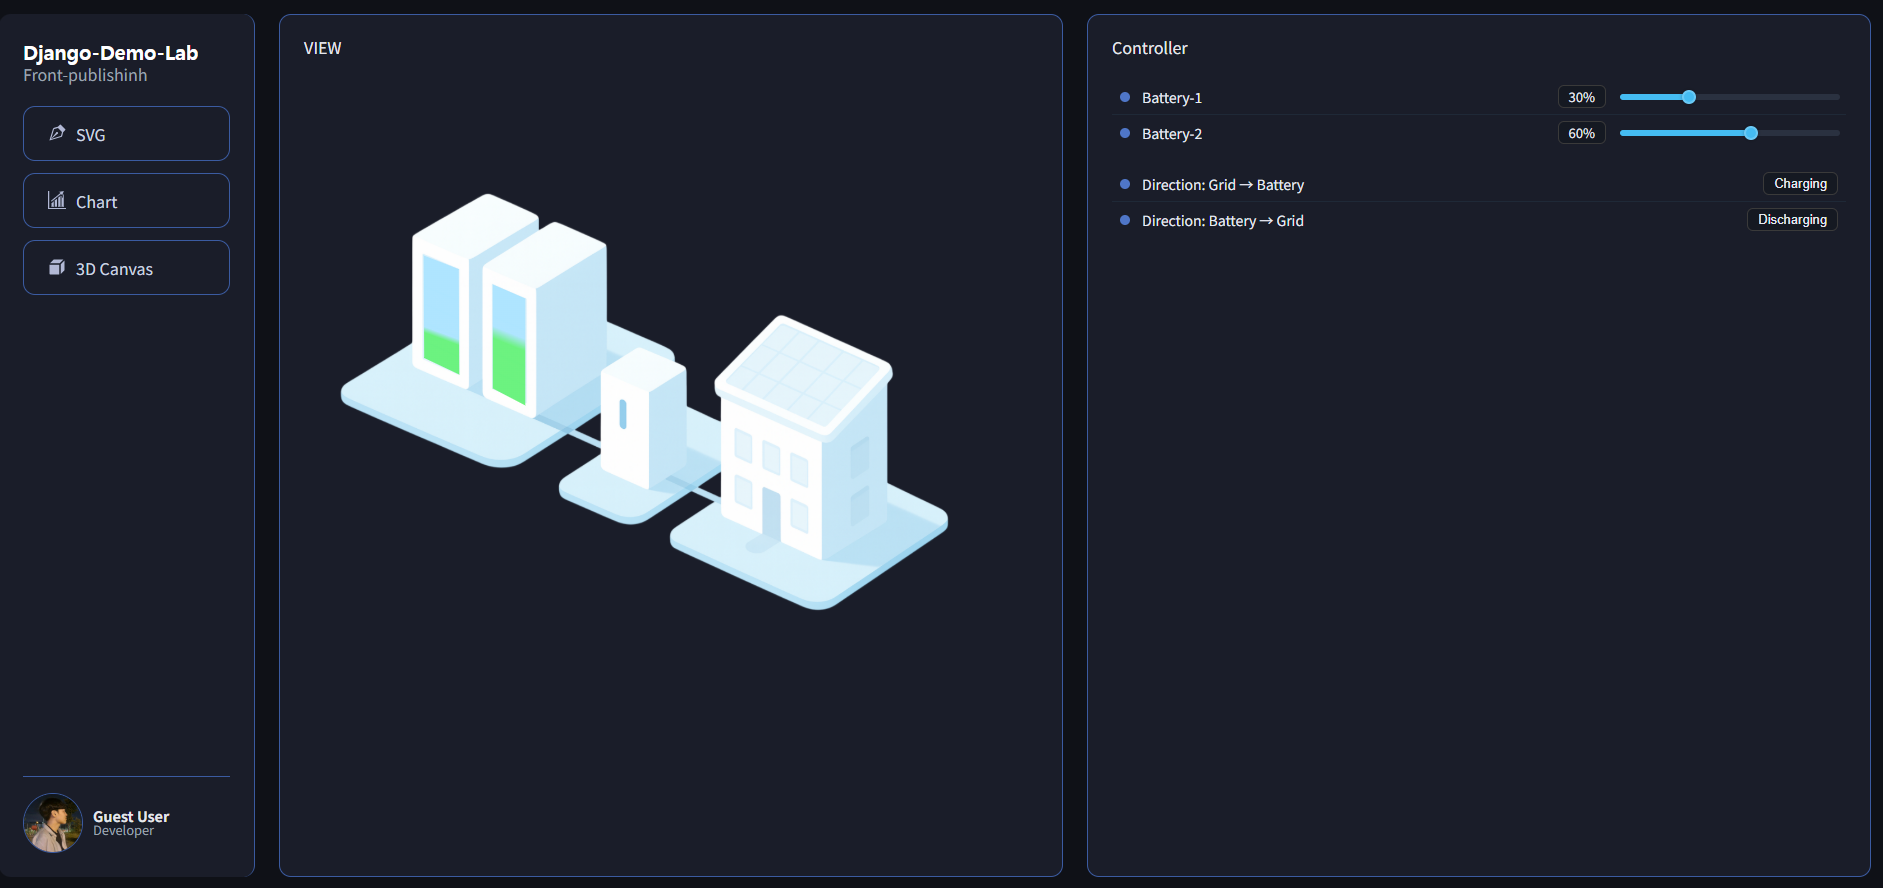 Django-Demo-Lab
Front-publishinh
SVG
Chart
3D Canvas
Guest User
Developer
VIEW
Controller
Battery-1
30%
Battery-2
60%
Direction: Grid → Battery
Charging
Direction: Battery → Grid
Discharging